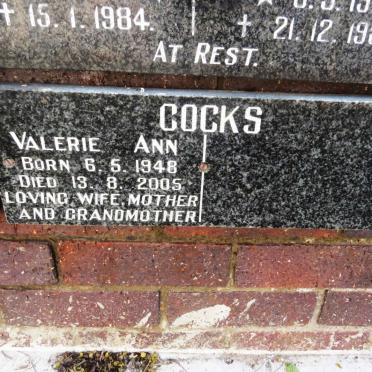 ✝ 15.1.1984.
✝ 21.12.19
AT REST.
COCKS
VALERIE ANN
BORN 6.5.1948
DIED 13.8.2005
LOVING WIFE, MOTHER
AND GRANDMOTHER